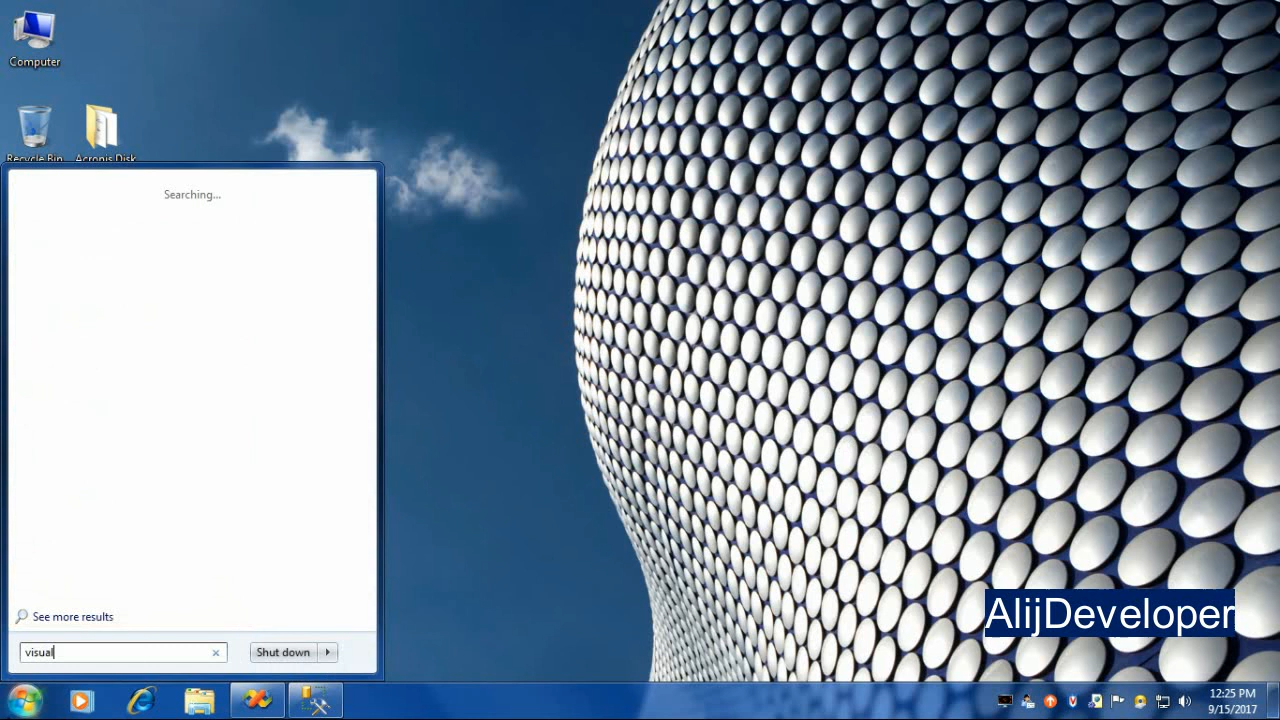 Computer
Recycle Bin
Acronis Disk
Searching...
See more results
visual
Shut down
AlijDeveloper
12:25 PM
9/15/2017